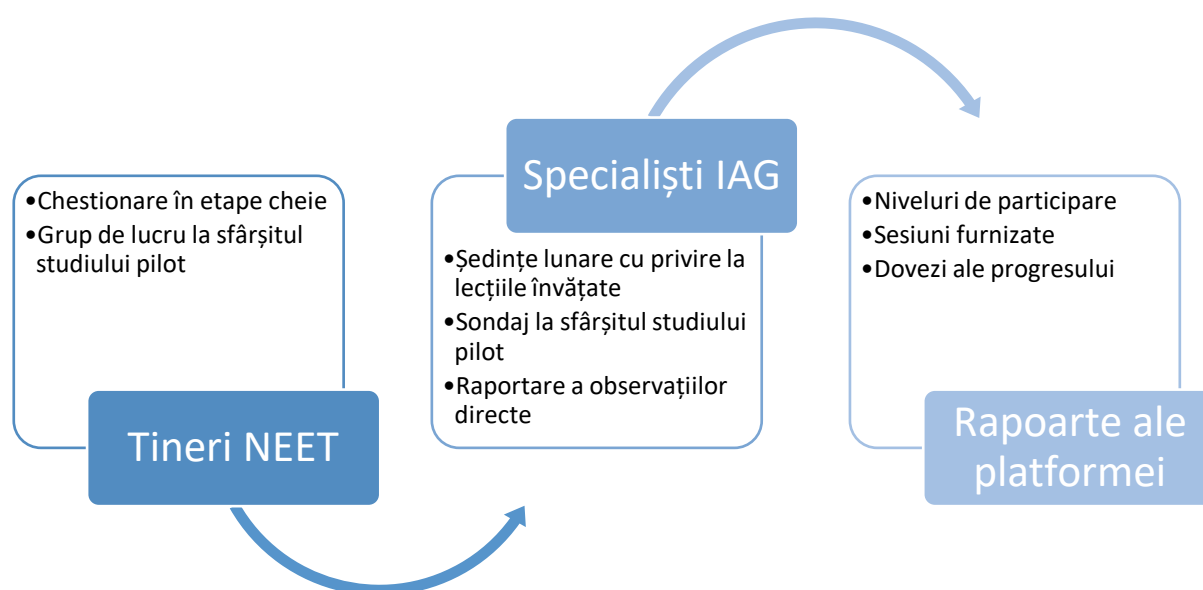 •Chestionare în etape cheie
•Grup de lucru la sfârșitul
studiului pilot
Tineri NEET
Specialiști IAG
•Ședințe lunare cu privire la
lecțiile învățate
•Sondaj la sfârșitul studiului
pilot
•Raportare a observațiilor
directe
•Niveluri de participare
•Sesiuni furnizate
•Dovezi ale progresului
Rapoarte ale
platformei